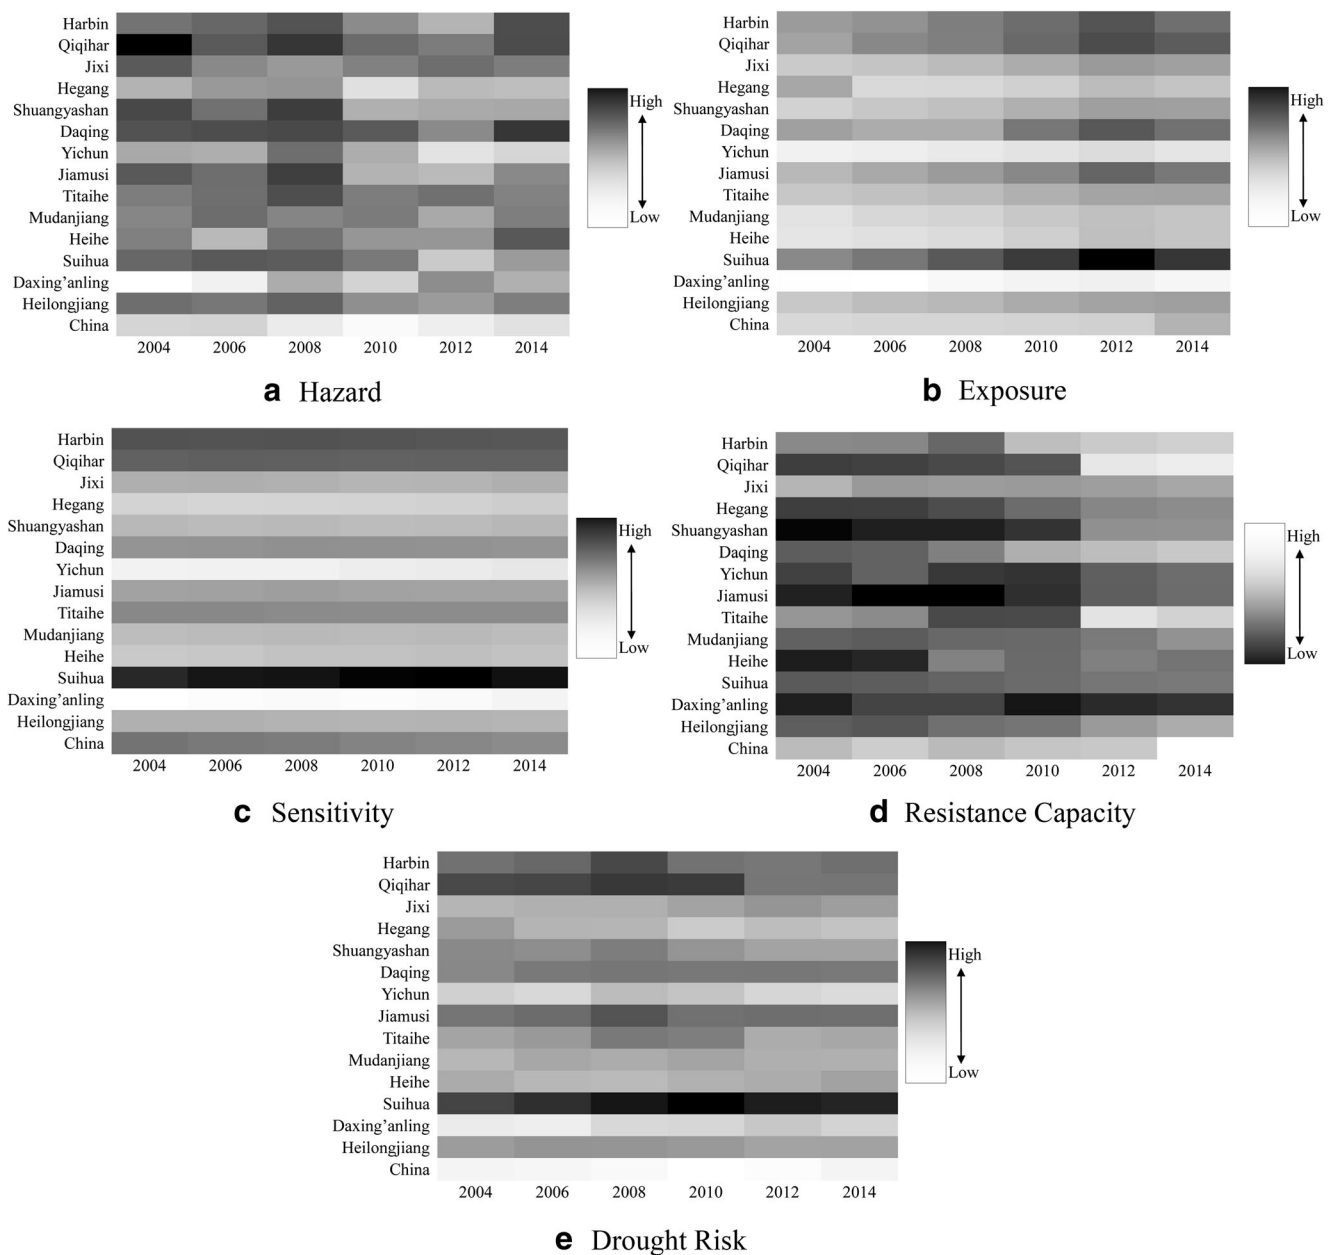 Harbin
Qiqihar
Jixi
Hegang
Shuangyashan
Daqing
Yichun
Jiamusi
Titaihe
Mudanjiang
Heihe
Suihua
Daxing’anling
Heilongjiang
China
2004 2006 2008 2010 2012 2014
High
Low
a Hazard
Harbin
Qiqihar
Jixi
Hegang
Shuangyashan
Daqing
Yichun
Jiamusi
Titaihe
Mudanjiang
Heihe
Suihua
Daxing’anling
Heilongjiang
China
2004 2006 2008 2010 2012 2014
High
Low
b Exposure
Harbin
Qiqihar
Jixi
Hegang
Shuangyashan
Daqing
Yichun
Jiamusi
Titaihe
Mudanjiang
Heihe
Suihua
Daxing’anling
Heilongjiang
China
2004 2006 2008 2010 2012 2014
High
Low
c Sensitivity
Harbin
Qiqihar
Jixi
Hegang
Shuangyashan
Daqing
Yichun
Jiamusi
Titaihe
Mudanjiang
Heihe
Suihua
Daxing’anling
Heilongjiang
China
2004 2006 2008 2010 2012 2014
High
Low
d Resistance Capacity
Harbin
Qiqihar
Jixi
Hegang
Shuangyashan
Daqing
Yichun
Jiamusi
Titaihe
Mudanjiang
Heihe
Suihua
Daxing’anling
Heilongjiang
China
2004 2006 2008 2010 2012 2014
High
Low
e Drought Risk